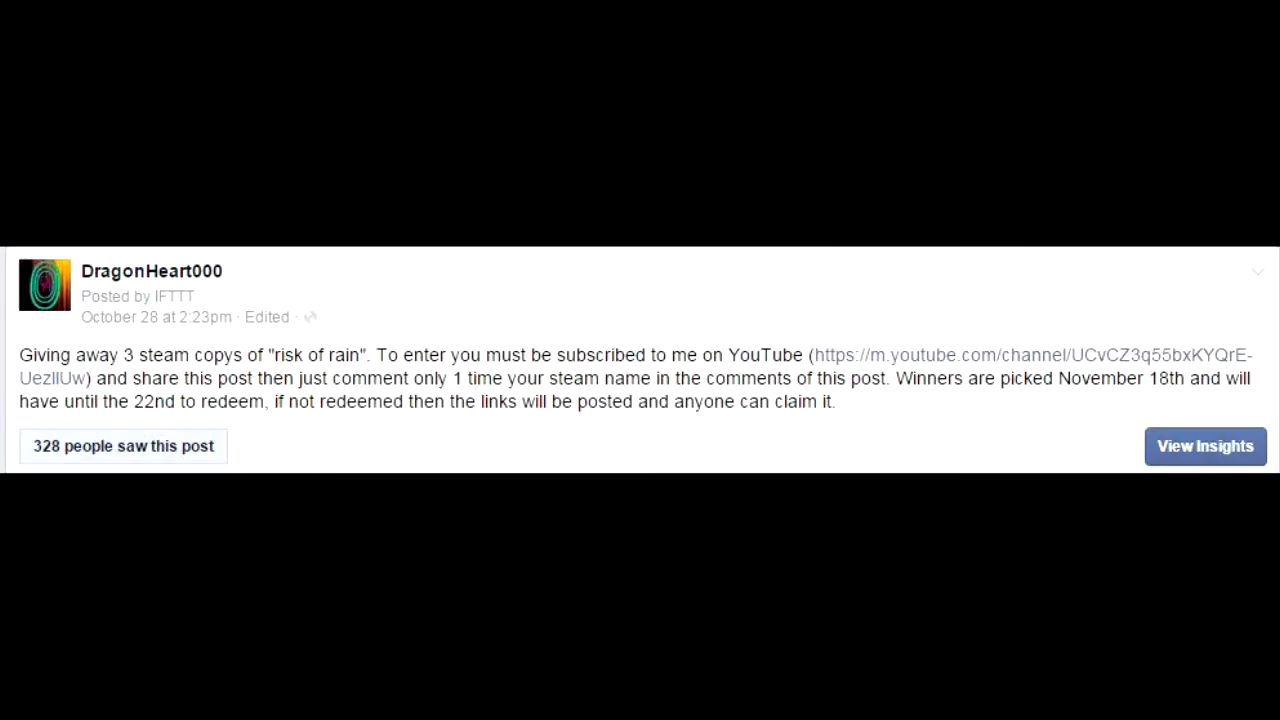 DragonHeart000
Posted by IFTTT
October 28 at 2:23pm · Edited ·
Giving away 3 steam copys of "risk of rain". To enter you must be subscribed to me on YouTube (https://m.youtube.com/channel/UCvCZ3q55bxKYQrE-
UezIlUw) and share this post then just comment only 1 time your steam name in the comments of this post. Winners are picked November 18th and will
have until the 22nd to redeem, if not redeemed then the links will be posted and anyone can claim it.
328 people saw this post
View Insights